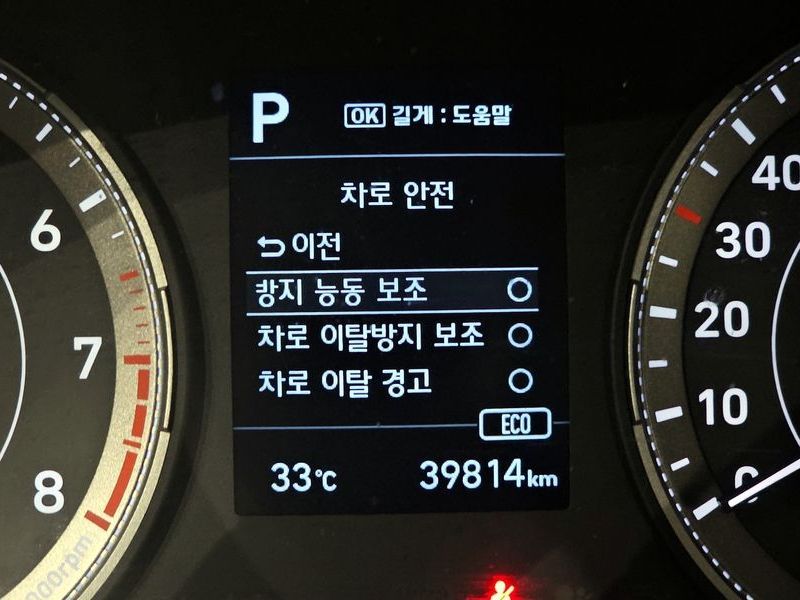 P
OK 길게 : 도움말
차로 안전
이전
방지 능동 보조
차로 이탈방지 보조
차로 이탈 경고
ECO
33°C 39814km
6
7
8
000rpm
40
30
20
10
0